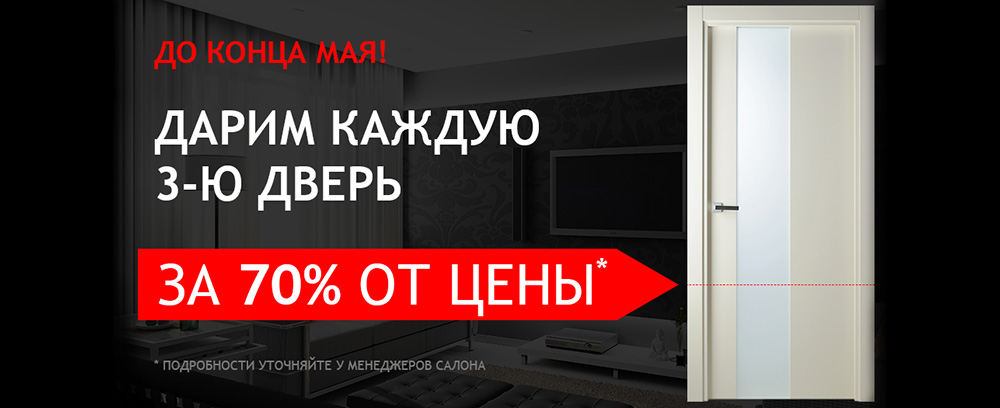 ДО КОНЦА МАЯ!
ДАРИМ КАЖДУЮ
3-Ю ДВЕРЬ
ЗА 70% ОТ ЦЕНЫ*
* ПОДРОБНОСТИ УТОЧНЯЙТЕ У МЕНЕДЖЕРОВ САЛОНА